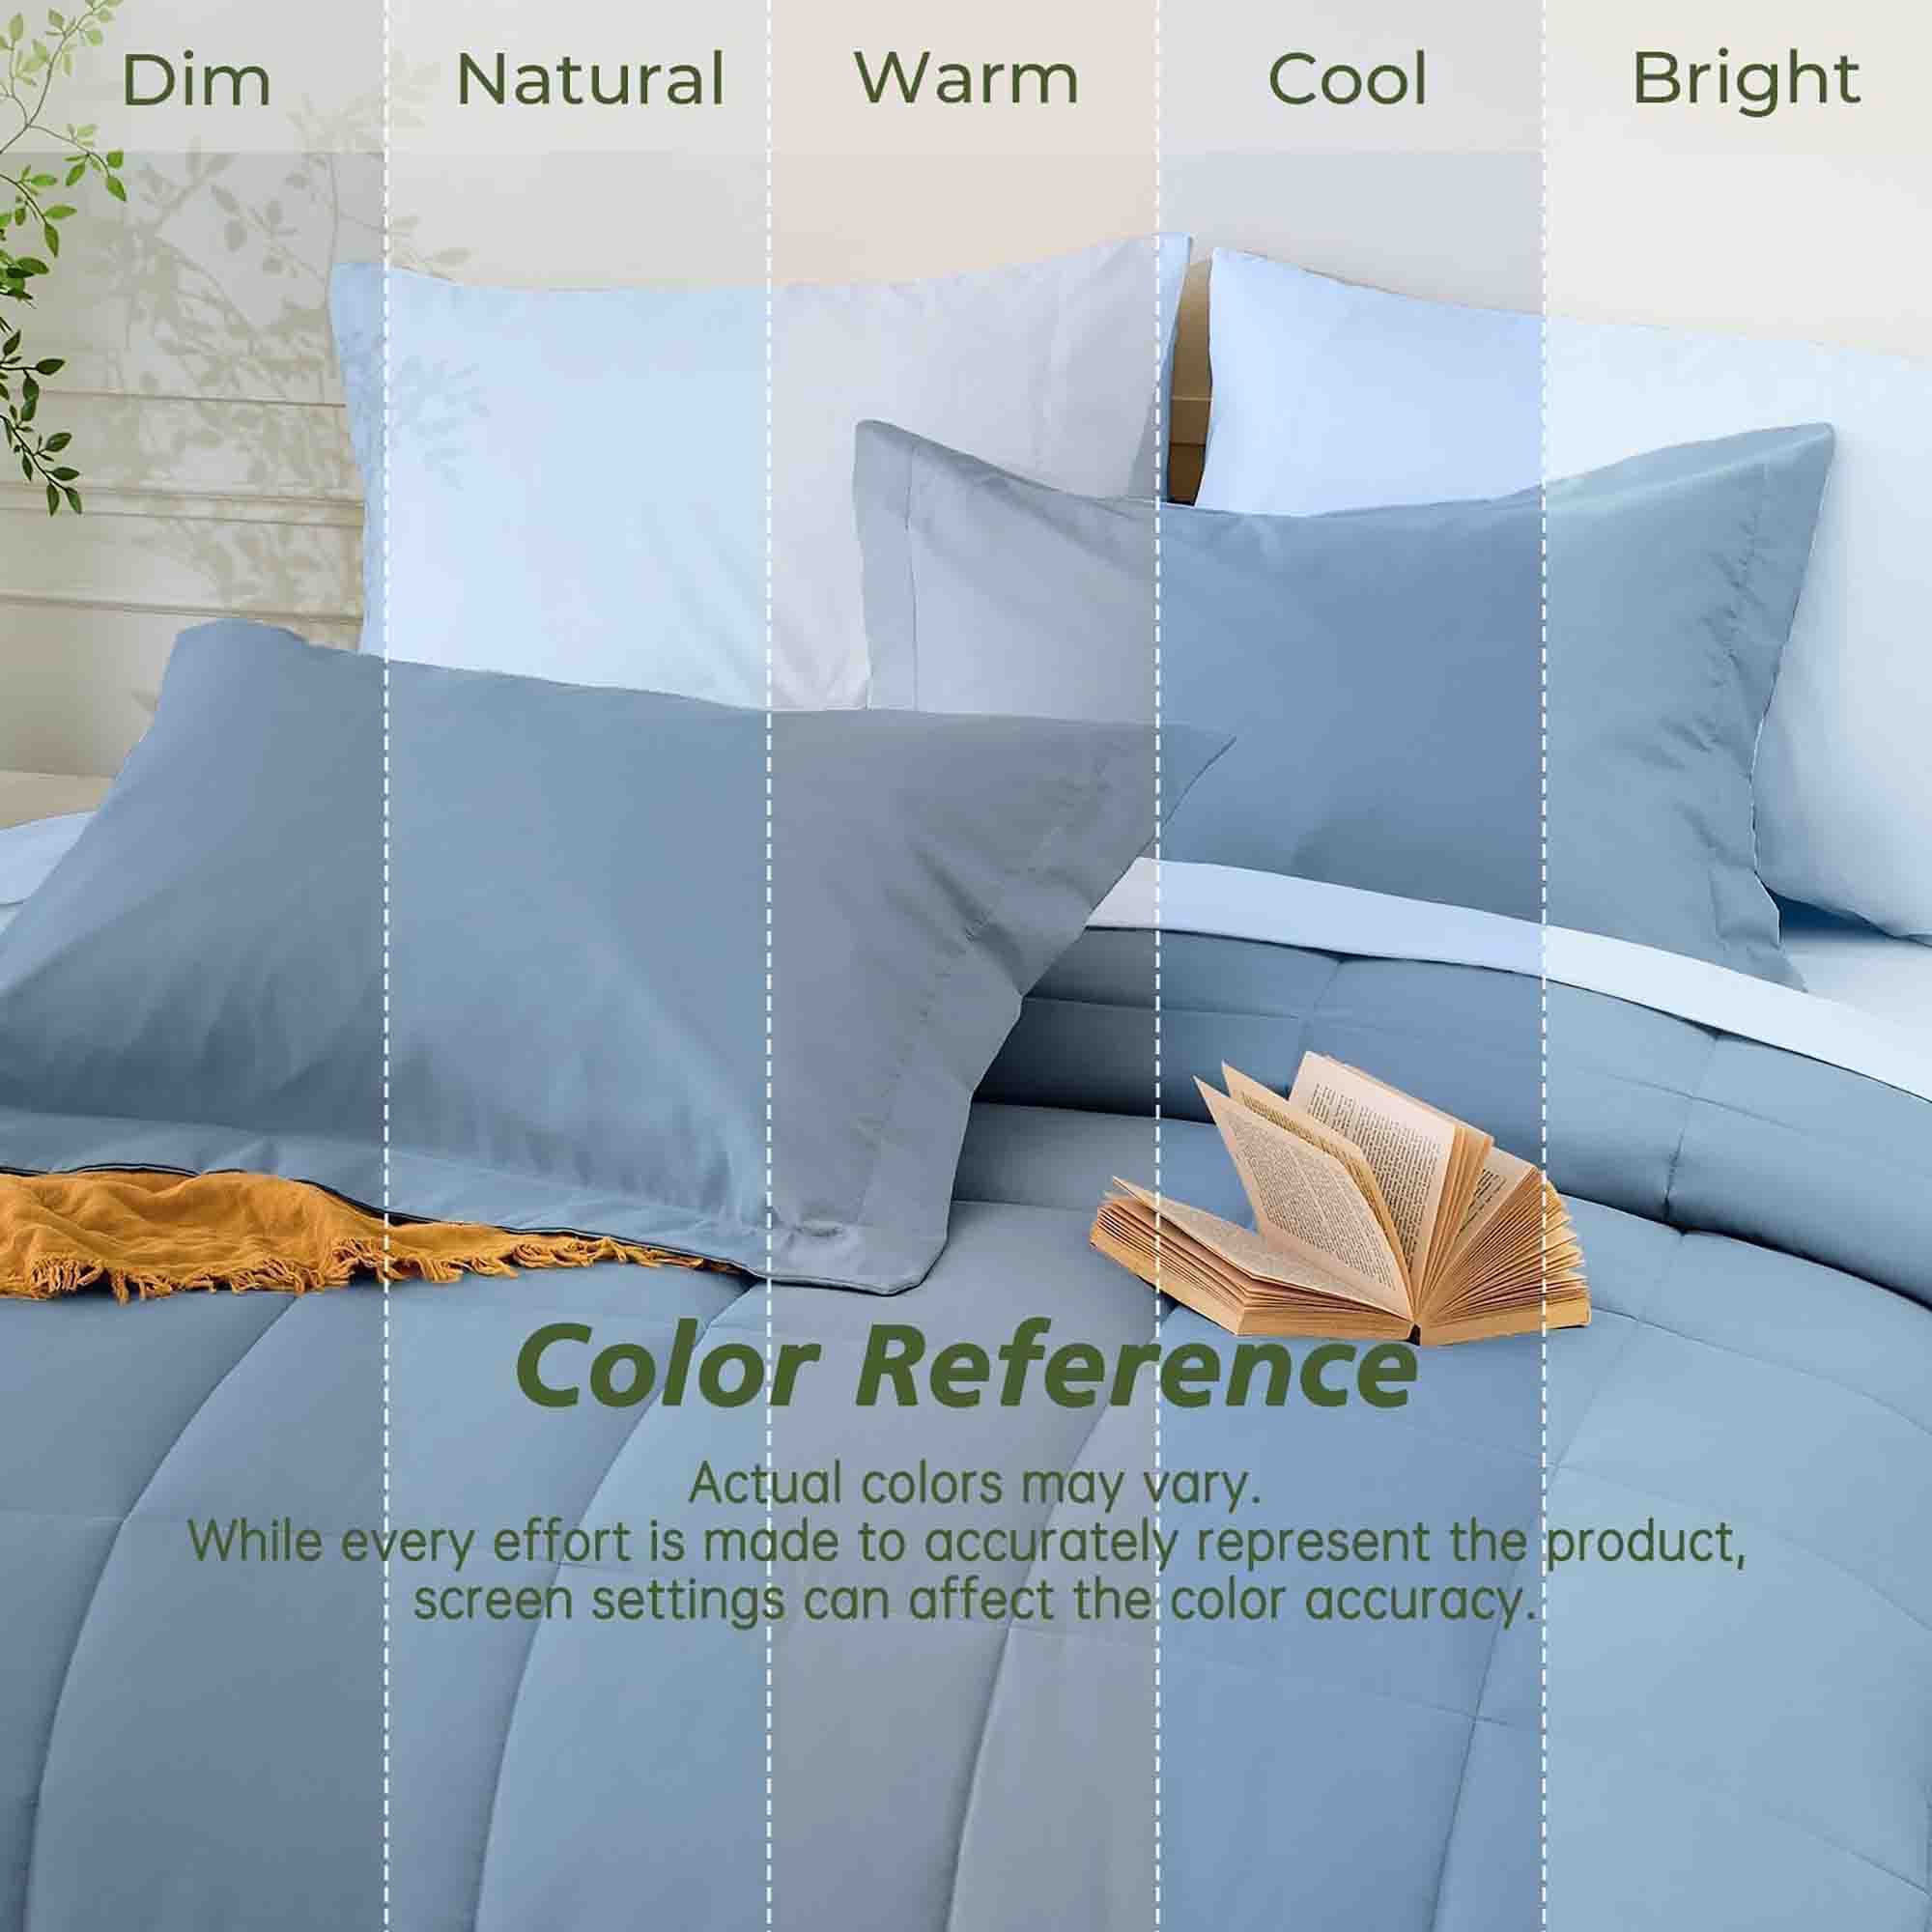 Dim Natural Warm Cool Bright
Color Reference
Actual colors may vary.
While every effort is made to accurately represent the product,
screen settings can affect the color accuracy.